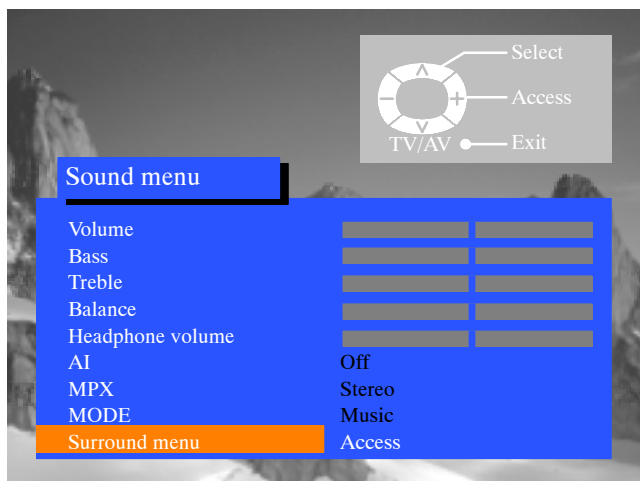 Select
Access
TV/AV Exit
Sound menu
Volume
Bass
Treble
Balance
Headphone volume
AI Off
MPX Stereo
MODE Music
Surround menu Access